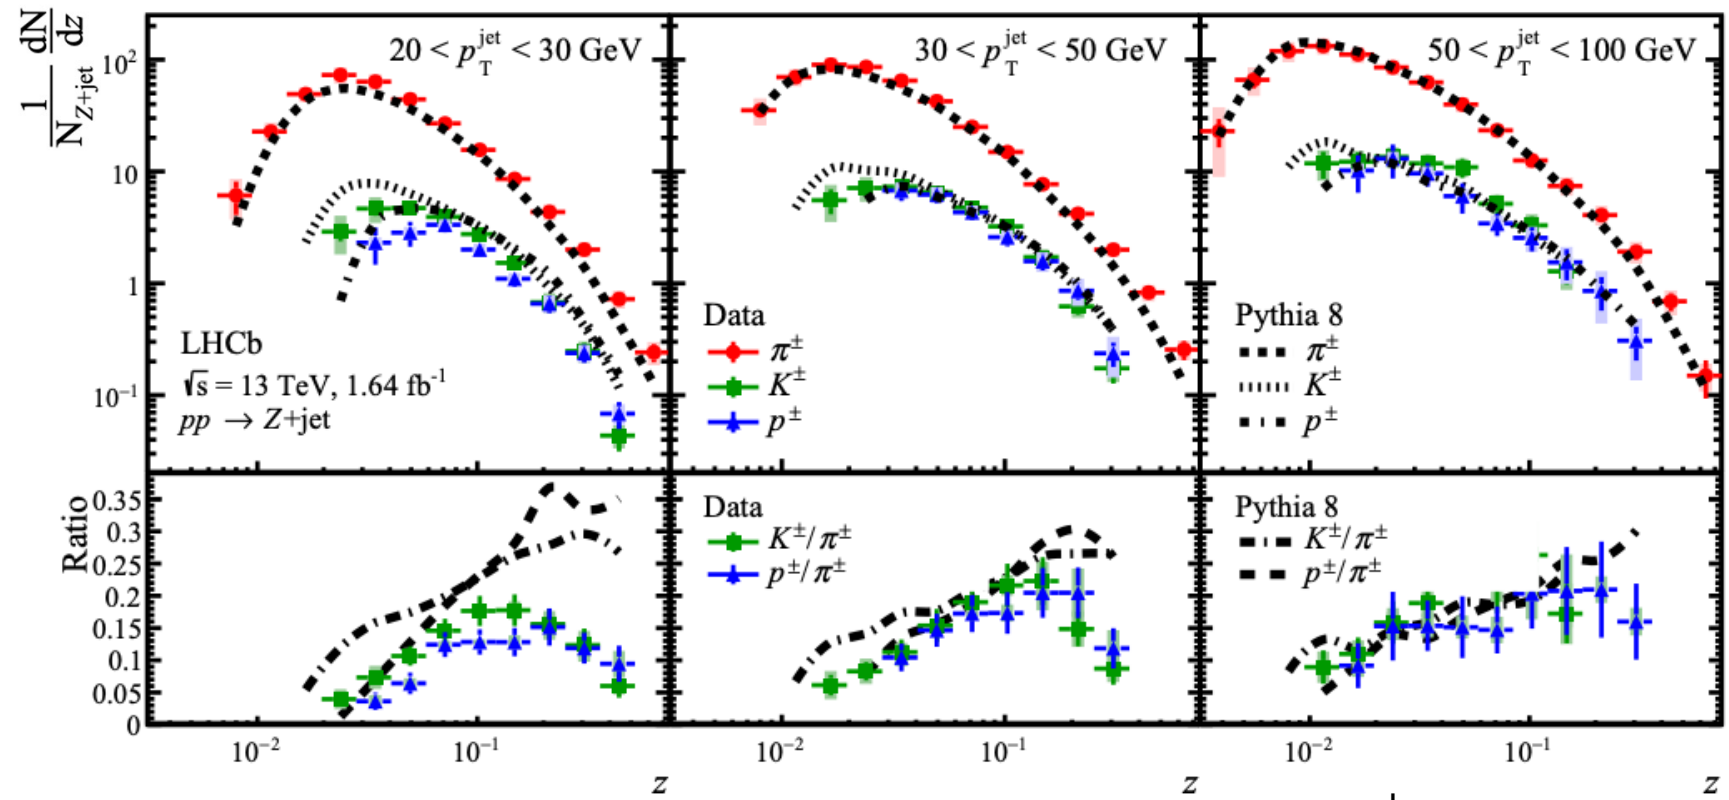 1/N_{Z+jet} dN/dz
20 < p_T^{jet} < 30 GeV
30 < p_T^{jet} < 50 GeV
50 < p_T^{jet} < 100 GeV
10²
10
1
10⁻¹
LHCb
√s = 13 TeV, 1.64 fb⁻¹
pp → Z+jet
Data
π±
K±
p±
Pythia 8
π±
K±
p±
Ratio
0.35
0.3
0.25
0.2
0.15
0.1
0.05
0
Data
K±/π±
p±/π±
Pythia 8
K±/π±
p±/π±
10⁻² 10⁻¹ 10⁻² 10⁻¹ 10⁻² 10⁻¹
z z z